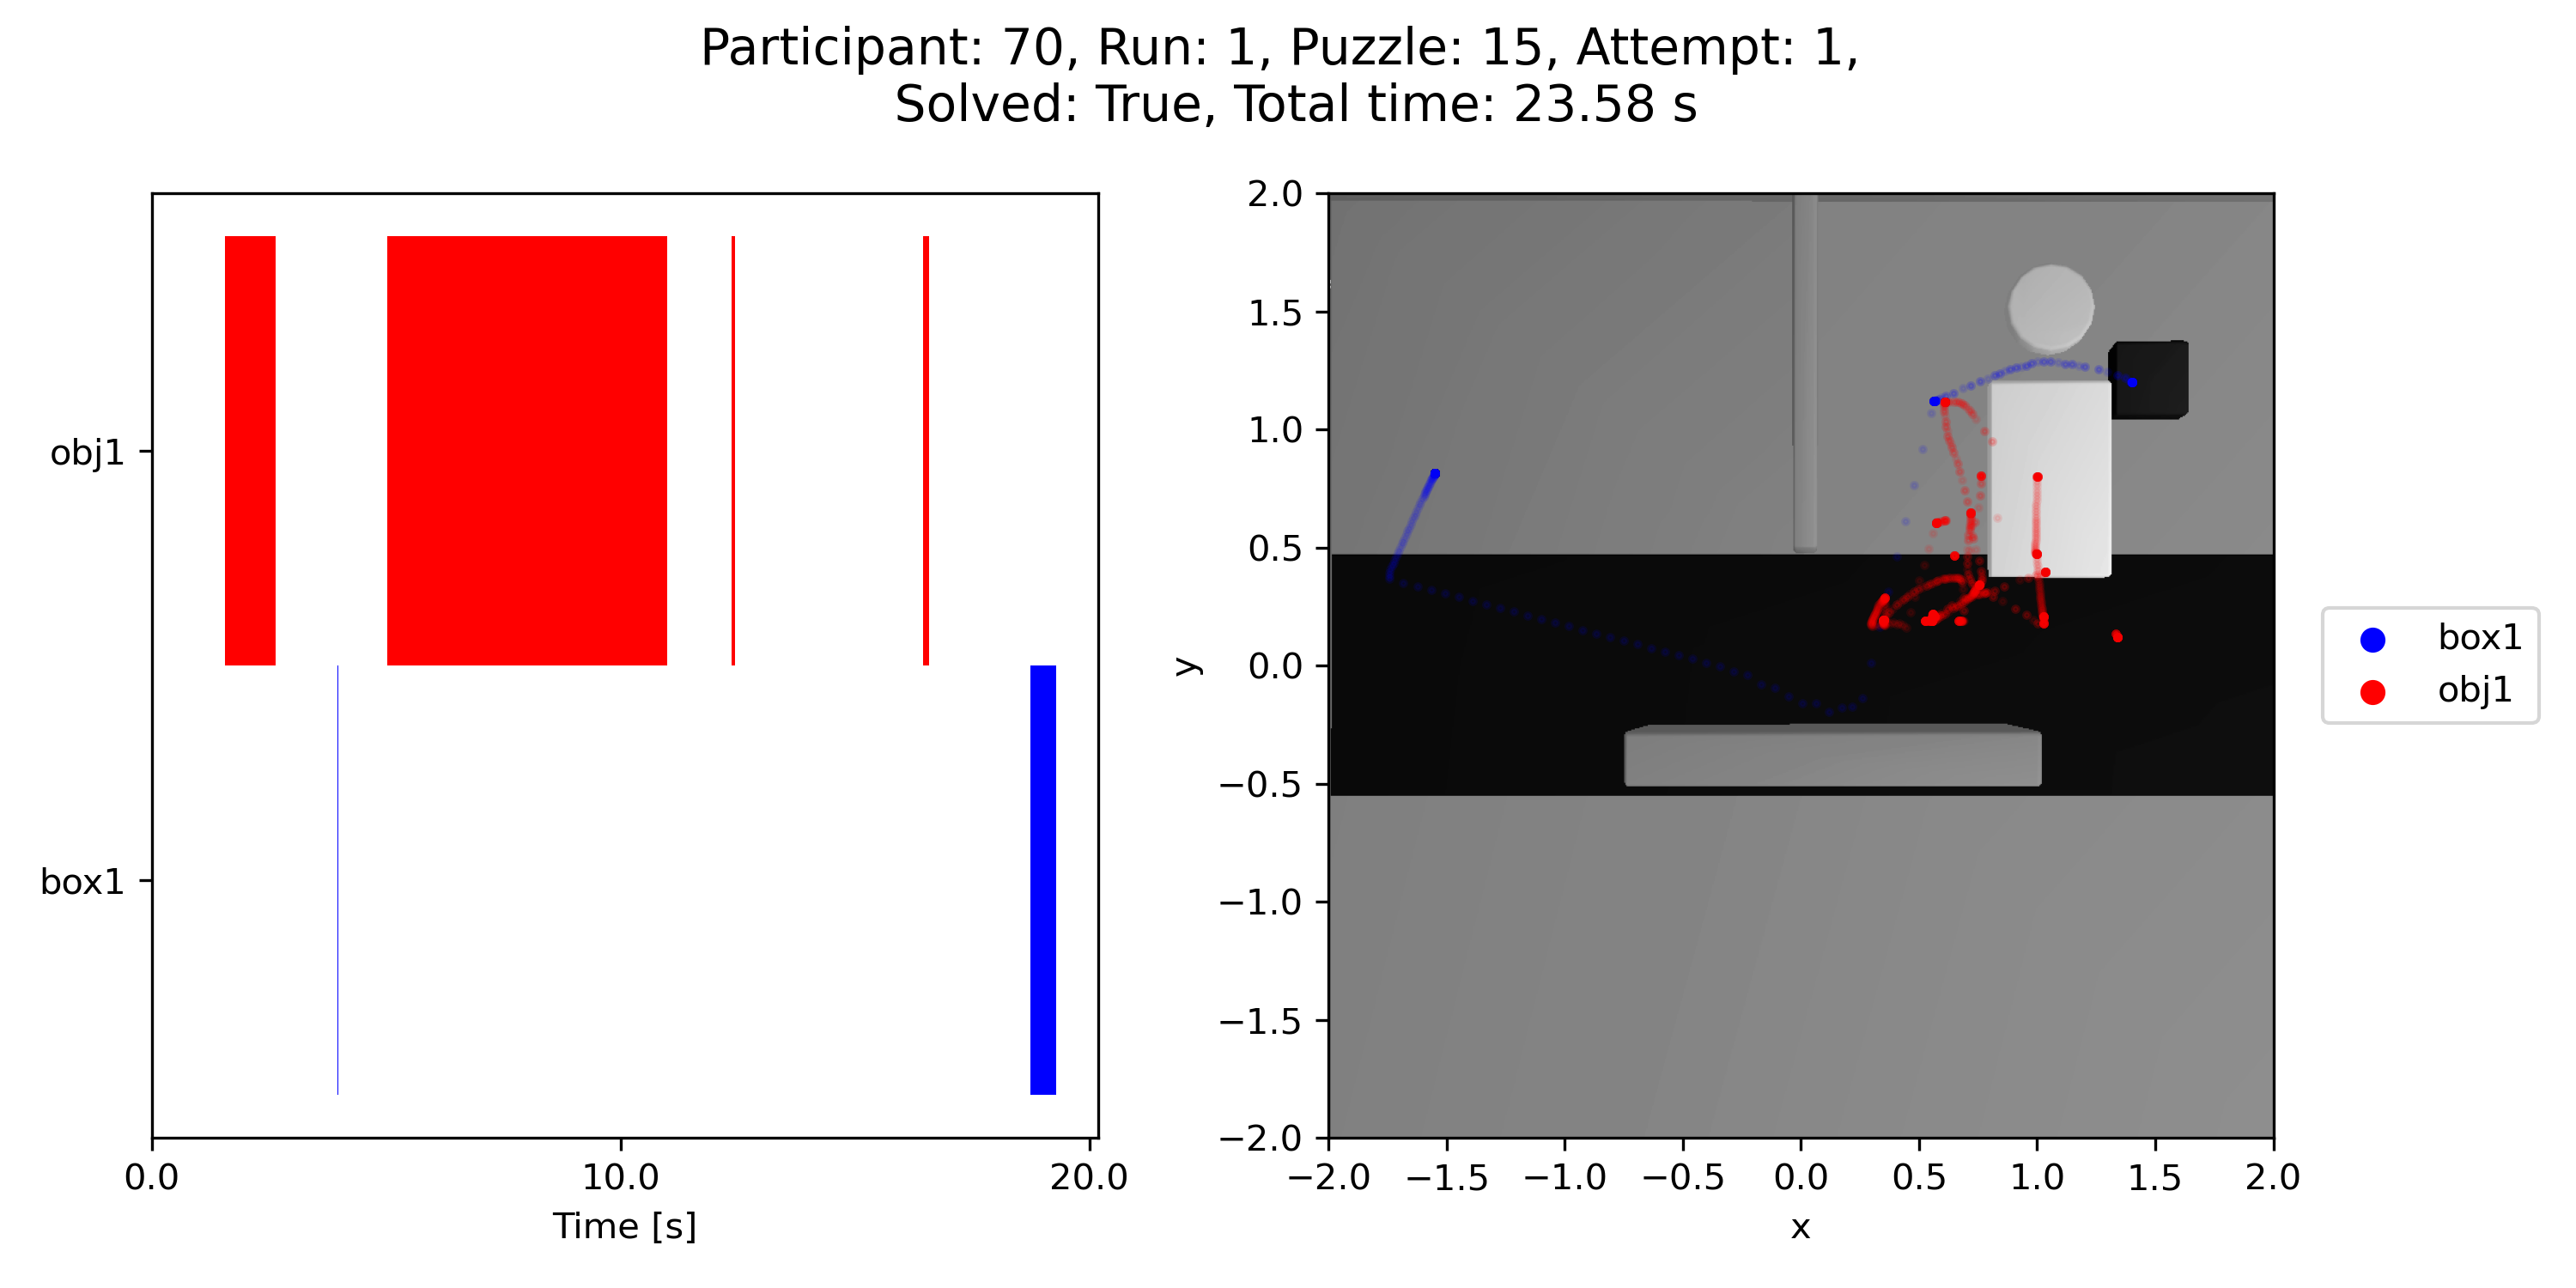 Participant: 70, Run: 1, Puzzle: 15, Attempt: 1,
Solved: True, Total time: 23.58 s
obj1
box1
0.0
10.0
20.0
Time [s]
2.0
1.5
1.0
0.5
0.0
−0.5
−1.0
−1.5
−2.0
y
−2.0
−1.5
−1.0
−0.5
0.0
0.5
1.0
1.5
2.0
x
box1
obj1